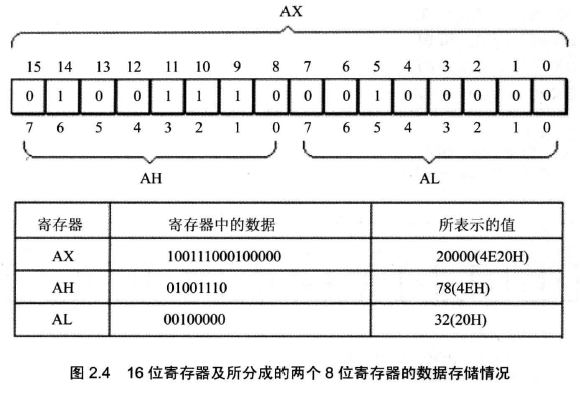 AX
15 14 13 12 11 10 9 8 7 6 5 4 3 2 1 0
0 1 0 0 1 1 1 0 0 0 1 0 0 0 0 0
7 6 5 4 3 2 1 0 7 6 5 4 3 2 1 0
AH AL
寄存器 寄存器中的数据 所表示的值
AX 100111000100000 20000(4E20H)
AH 01001110 78(4EH)
AL 00100000 32(20H)
图 2.4 16 位寄存器及所分成的两个 8 位寄存器的数据存储情况